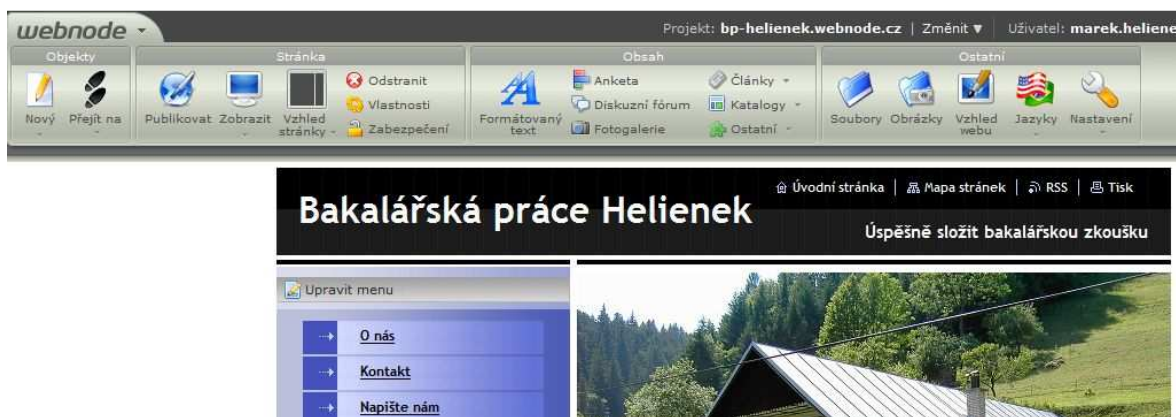 webnode
Projekt: bp-helienek.webnode.cz | Změnit ▼ Uživatel: marek.heliene
Objekty Stránka Obsah Ostatní
Nový Přejít na Publikovat Zobrazit Vzhled stránky Odstranit Vlastnosti Zabezpečení
Formátovaný text Anketa Diskuzní fórum Fotogalerie Články Katalogy Ostatní
Soubory Obrázky Vzhled webu Jazyky Nastavení
Úvodní stránka | Mapa stránek | RSS | Tisk
Bakalářská práce Helienek
Úspěšně složit bakalářskou zkoušku
Upravit menu
O nás
Kontakt
Napište nám